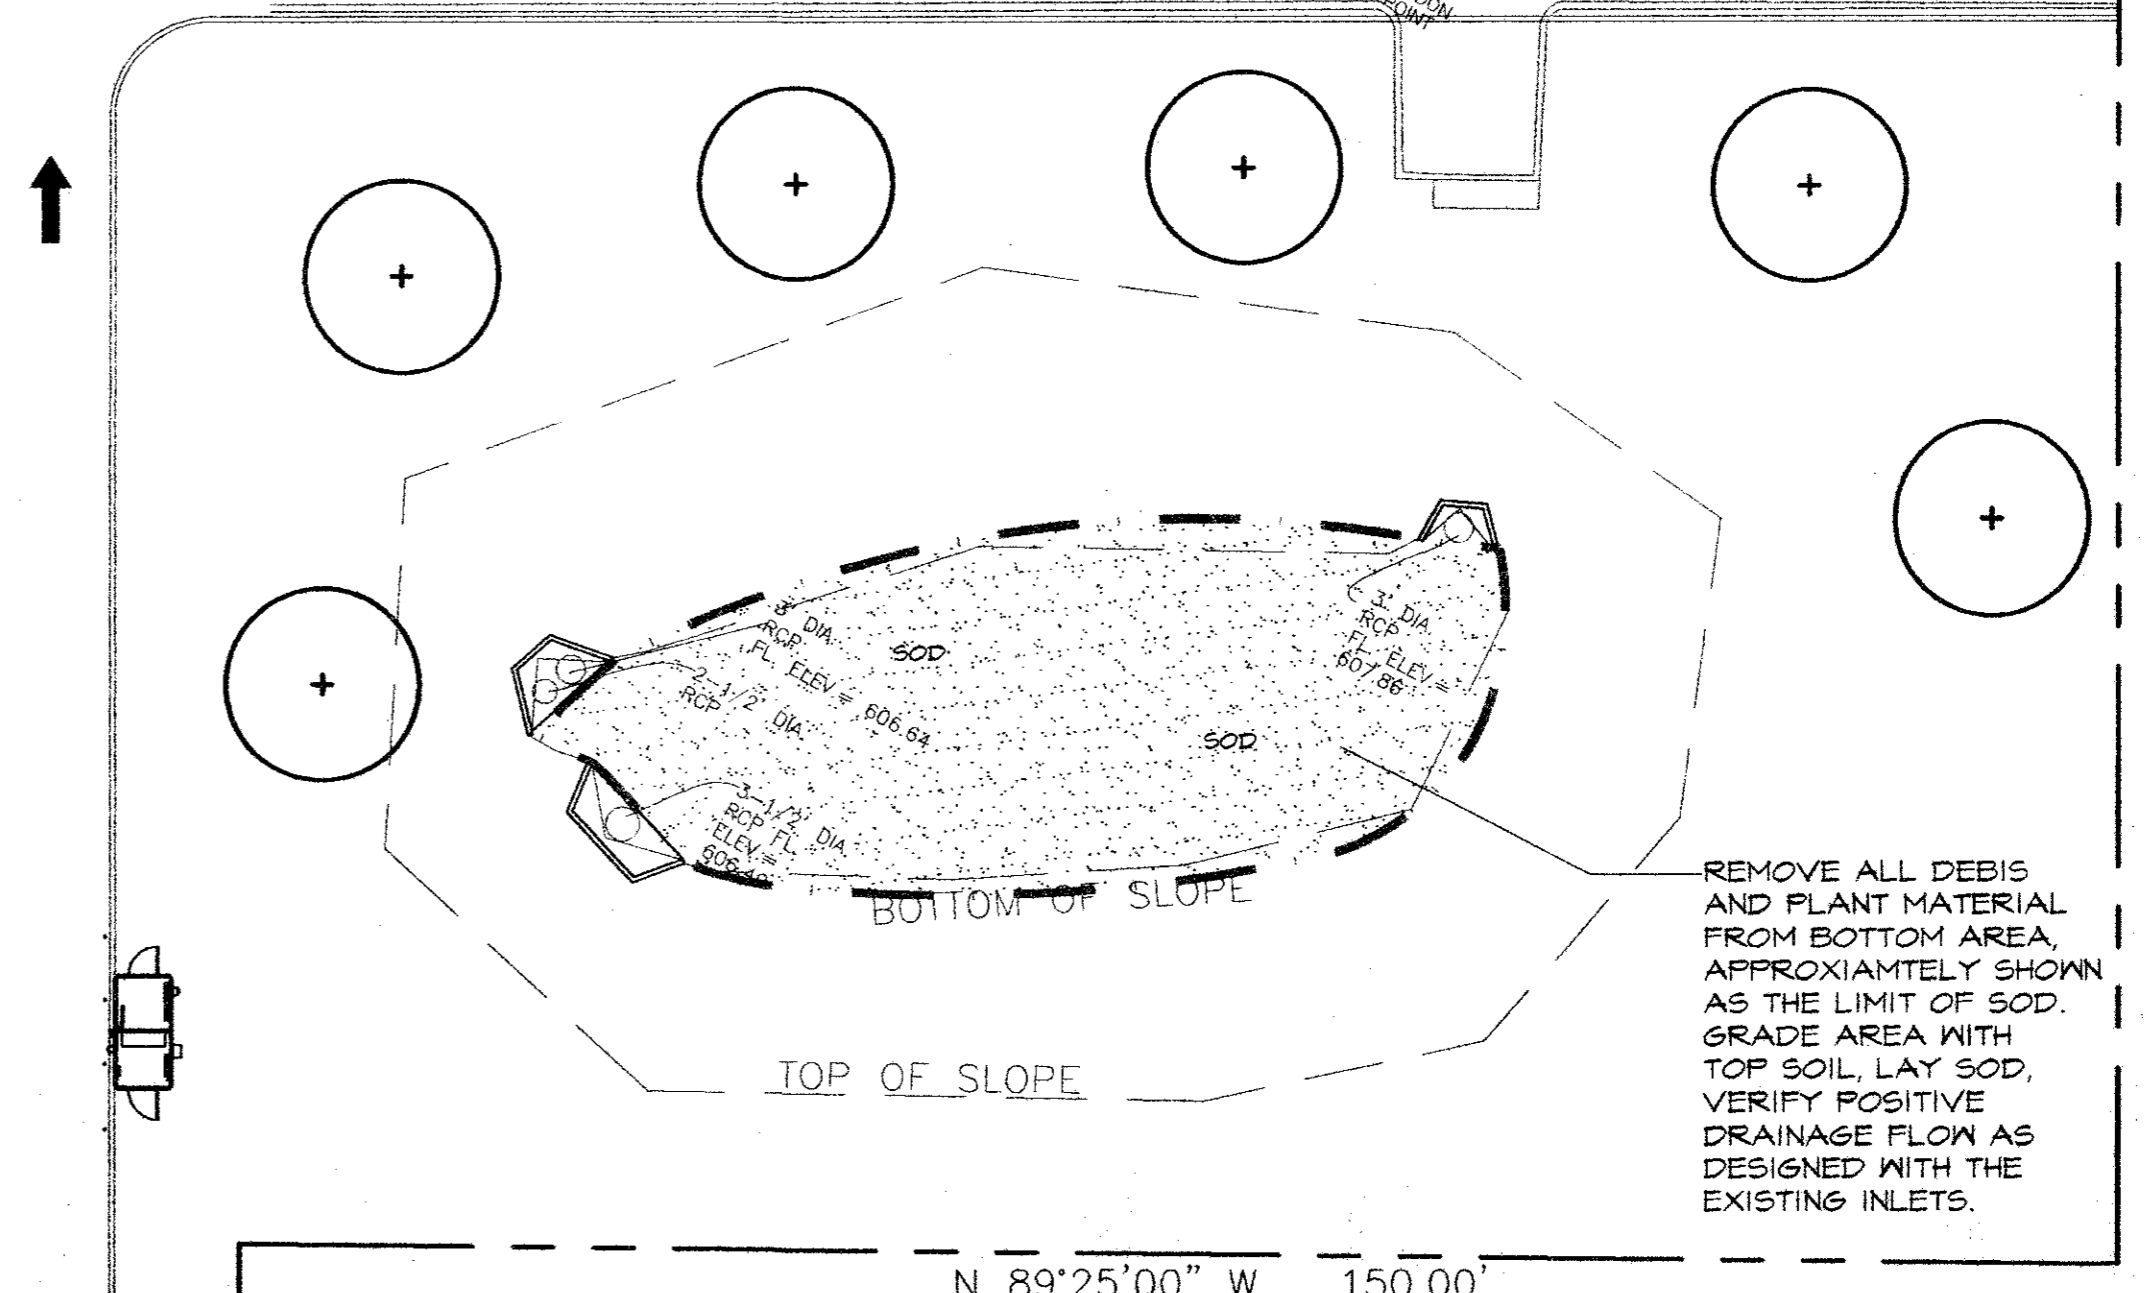 POINT
SOD
3' DIA.
RCP
FL. ELEV = 606.64
2-1/2' DIA.
RCP
3' DIA.
RCP
FL. ELEV =
607.86
SOD
3-1/2' DIA.
RCP FL.
ELEV =
BOTTOM OF SLOPE
TOP OF SLOPE
REMOVE ALL DEBIS
AND PLANT MATERIAL
FROM BOTTOM AREA,
APPROXIAMTELY SHOWN
AS THE LIMIT OF SOD.
GRADE AREA WITH
TOP SOIL, LAY SOD,
VERIFY POSITIVE
DRAINAGE FLOW AS
DESIGNED WITH THE
EXISTING INLETS.
N 89°25'00" W 150.00'